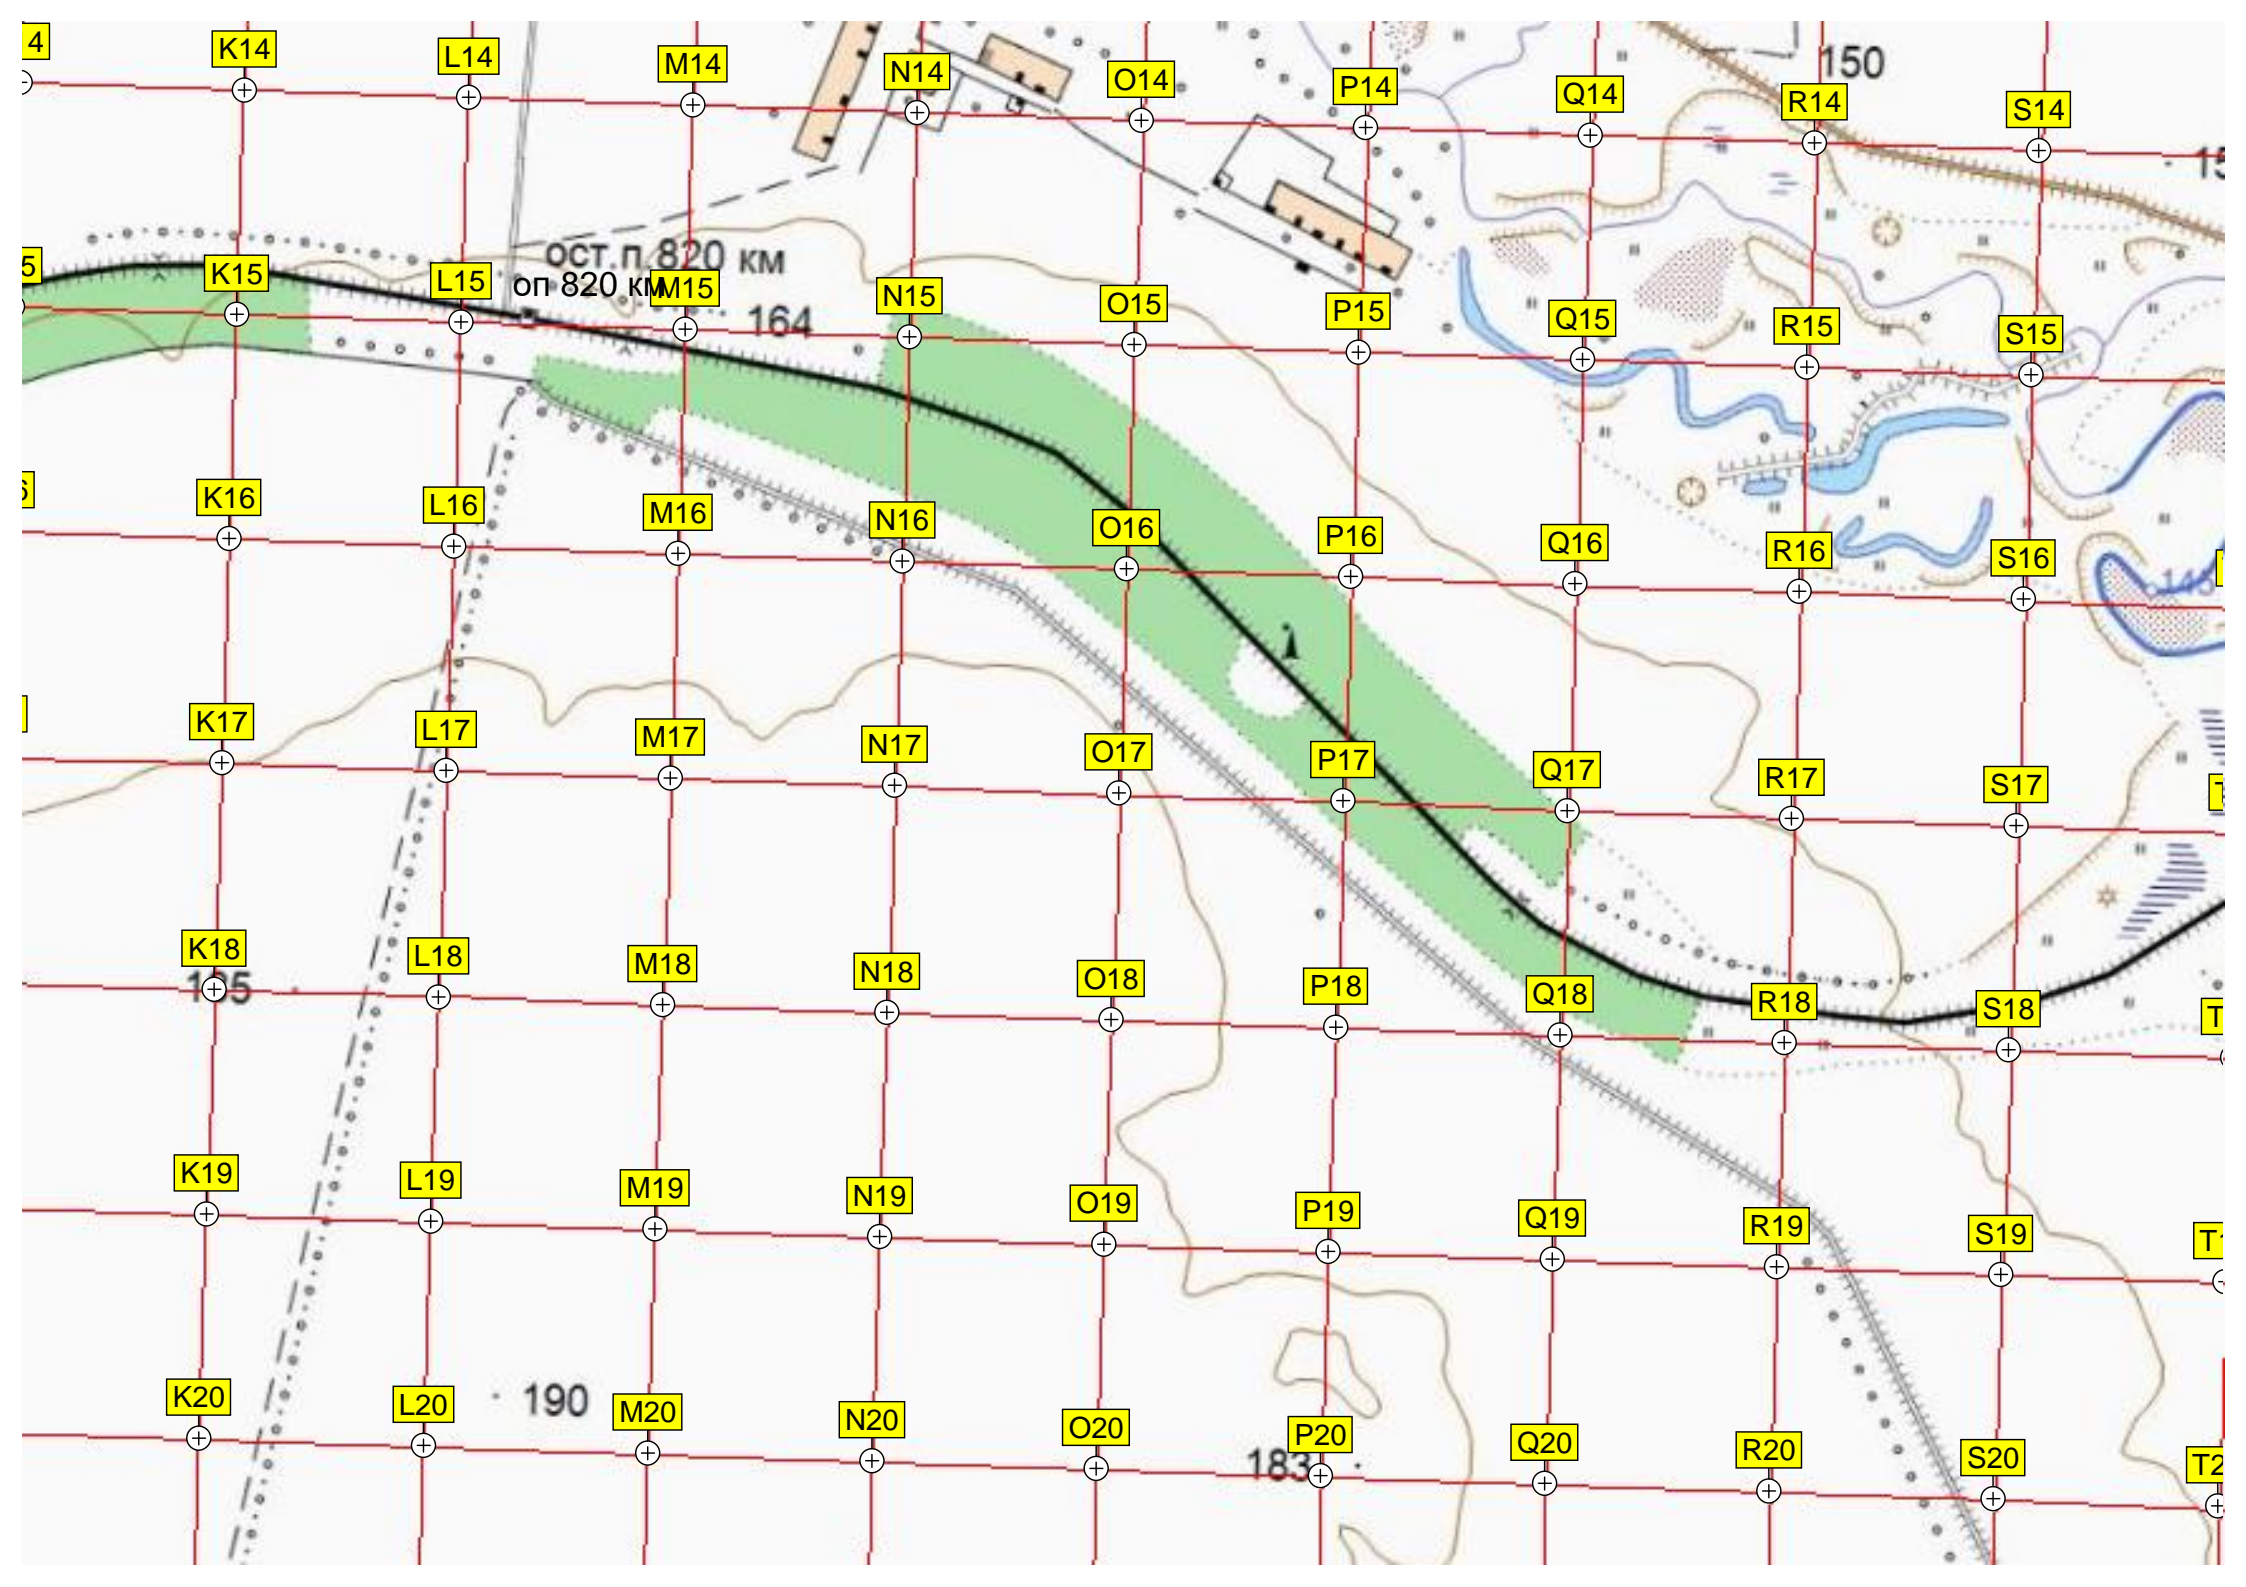 4 K14 L14 M14 N14 O14 P14 Q14 R14 S14
150
15
ост.п.820 км
оп 820 км
5 K15 L15 M15 N15 O15 P15 Q15 R15 S15
164
K16 L16 M16 N16 O16 P16 Q16 R16 S16
K17 L17 M17 N17 O17 P17 Q17 R17 S17 T
K18 L18 M18 N18 O18 P18 Q18 R18 S18 T
K19 L19 M19 N19 O19 P19 Q19 R19 S19 T1
190
K20 L20 M20 N20 O20 P20 Q20 R20 S20 T2
183